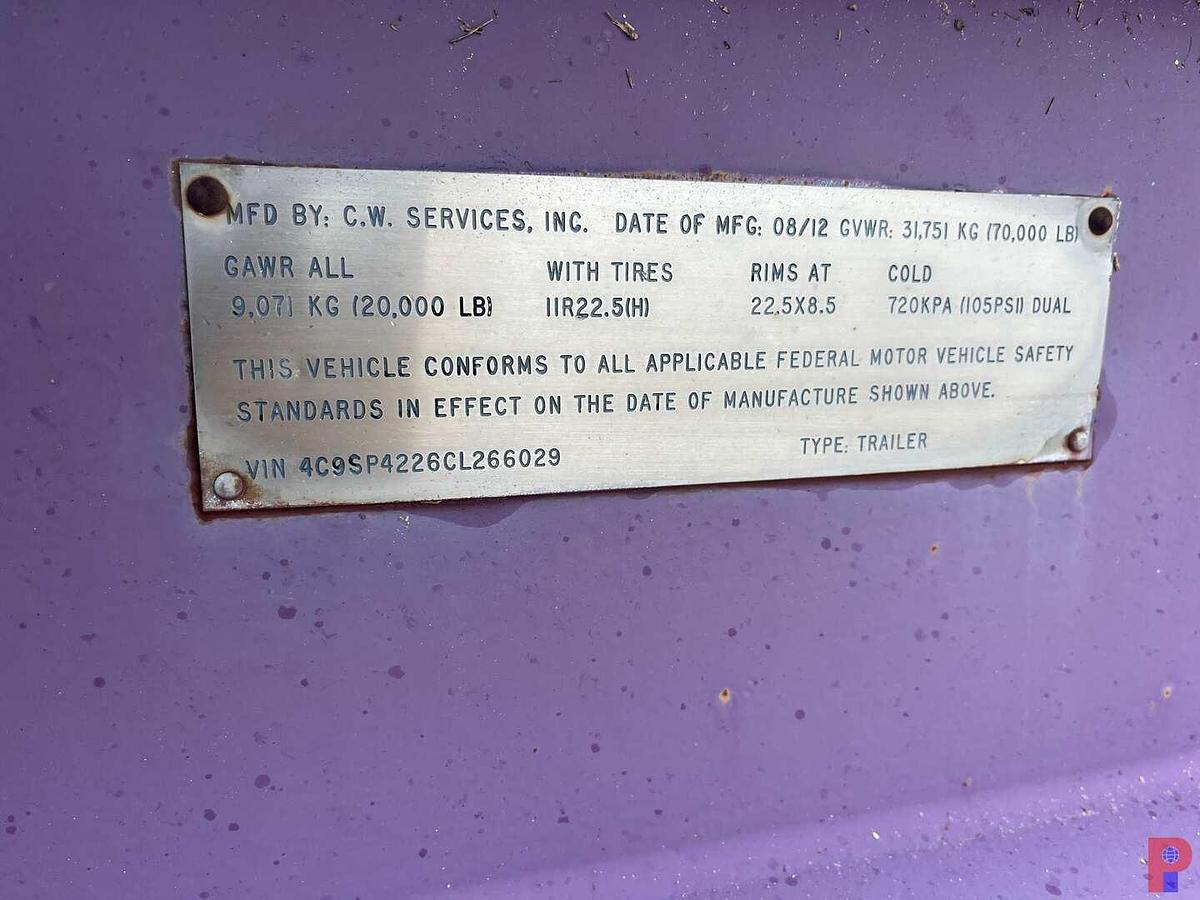 MFD BY: C.W. SERVICES, INC. DATE OF MFG: 08/12 GVWR: 31,751 KG (70,000 LB)
GAWR ALL WITH TIRES RIMS AT COLD
9,071 KG (20,000 LB) 11R22.5(H) 22.5X8.5 720KPA (105PSI) DUAL
THIS VEHICLE CONFORMS TO ALL APPLICABLE FEDERAL MOTOR VEHICLE SAFETY
STANDARDS IN EFFECT ON THE DATE OF MANUFACTURE SHOWN ABOVE.
VIN 4C9SP4226CL266029 TYPE: TRAILER